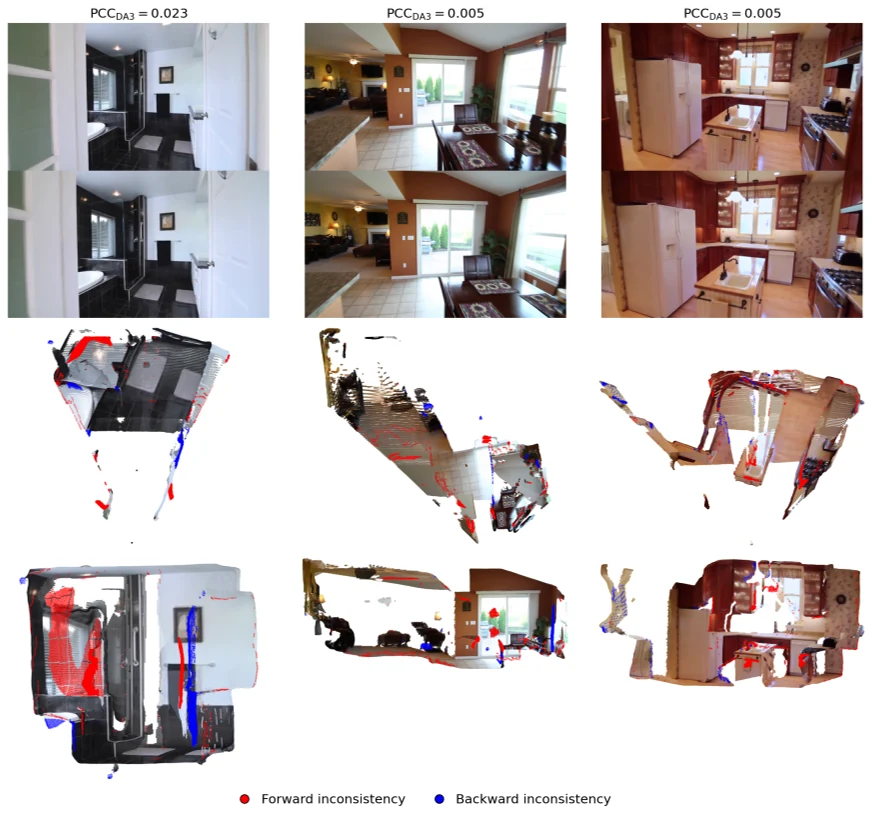 PCC_DA3 = 0.023
PCC_DA3 = 0.005
PCC_DA3 = 0.005
Forward inconsistency
Backward inconsistency